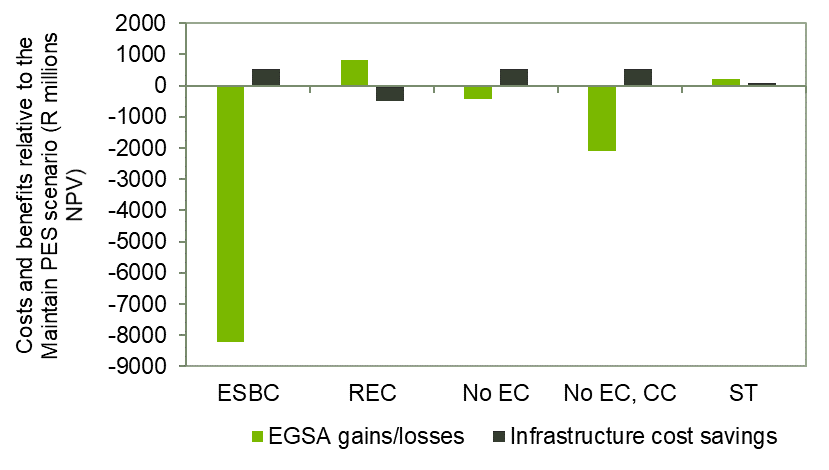 Costs and benefits relative to the
Maintain PES scenario (R millions
NPV)
2000
1000
0
-1000
-2000
-3000
-4000
-5000
-6000
-7000
-8000
-9000
ESBC REC No EC No EC, CC ST
EGSA gains/losses Infrastructure cost savings